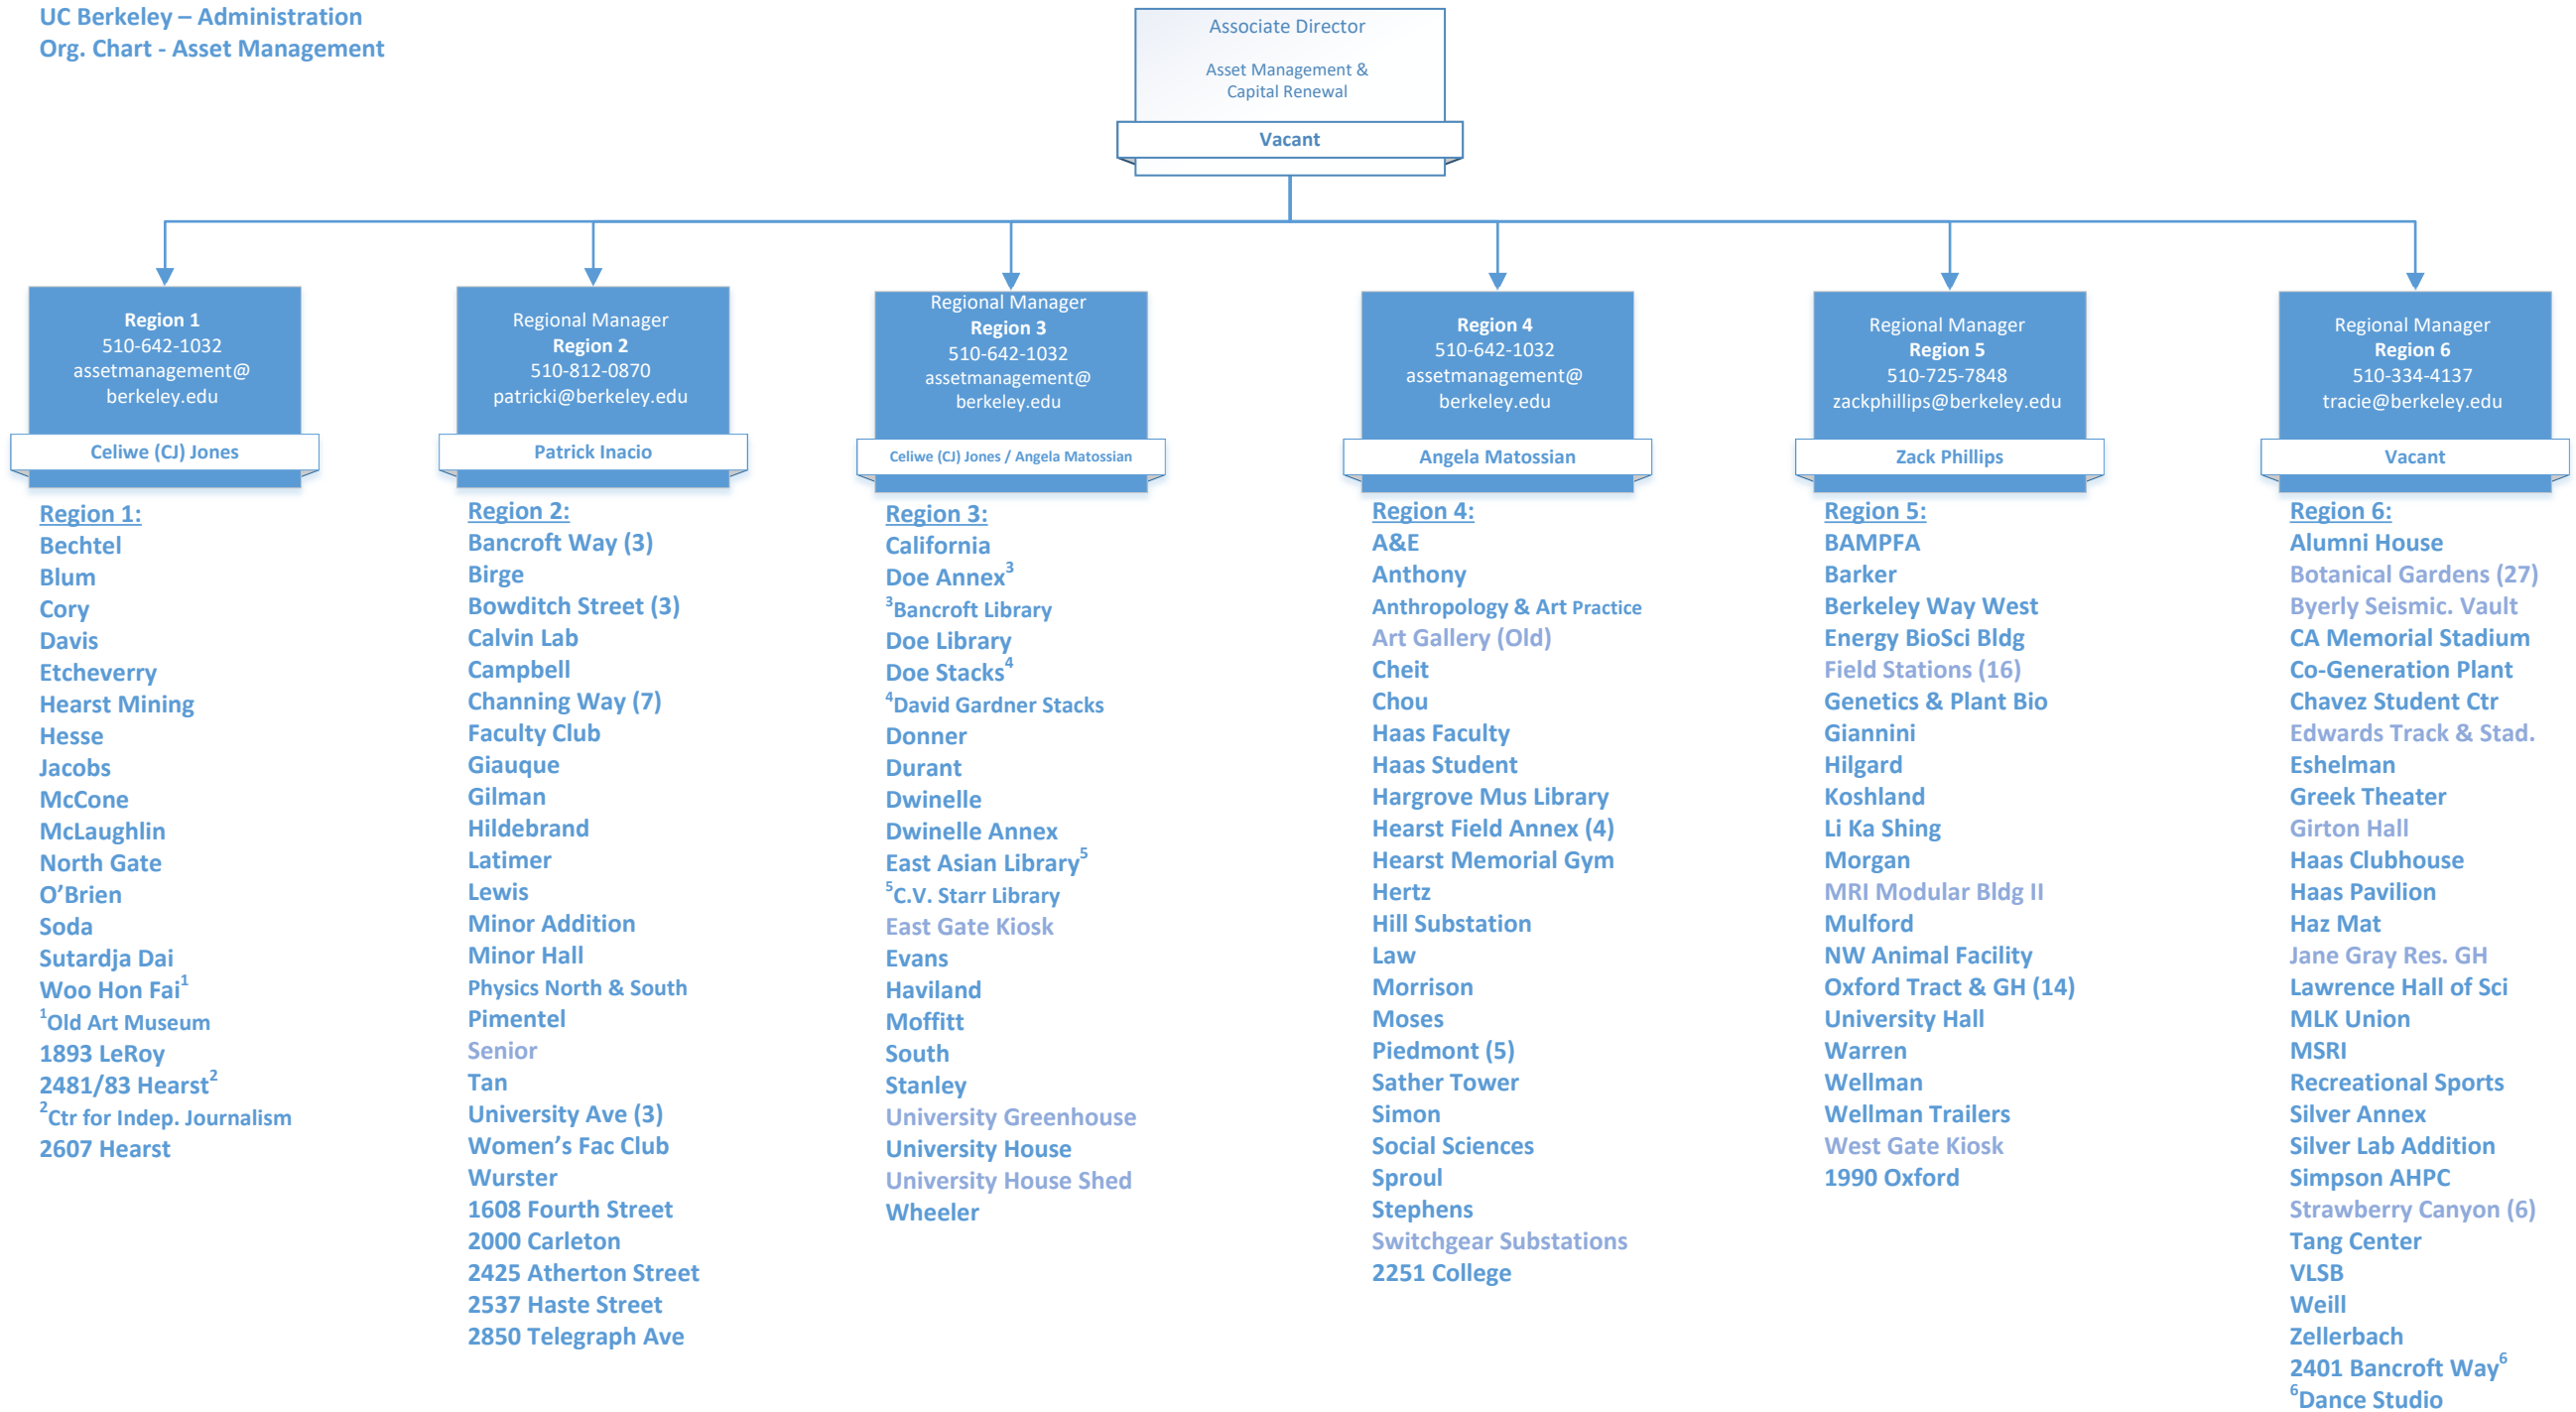 UC Berkeley – Administration
Org. Chart - Asset Management
Associate Director
Asset Management &
Capital Renewal
Vacant
Region 1
510-642-1032
assetmanagement@
berkeley.edu
Celiwe (CJ) Jones
Regional Manager
Region 2
510-812-0870
patricki@berkeley.edu
Patrick Inacio
Regional Manager
Region 3
510-642-1032
assetmanagement@
berkeley.edu
Celiwe (CJ) Jones / Angela Matossian
Region 4
510-642-1032
assetmanagement@
berkeley.edu
Angela Matossian
Regional Manager
Region 5
510-725-7848
zackphillips@berkeley.edu
Zack Phillips
Regional Manager
Region 6
510-334-4137
tracie@berkeley.edu
Vacant
Region 1:
Bechtel
Blum
Cory
Davis
Etcheverry
Hearst Mining
Hesse
Jacobs
McCone
McLaughlin
North Gate
O’Brien
Soda
Sutardja Dai
Woo Hon Fai¹
¹Old Art Museum
1893 LeRoy
2481/83 Hearst²
²Ctr for Indep. Journalism
2607 Hearst
Region 2:
Bancroft Way (3)
Birge
Bowditch Street (3)
Calvin Lab
Campbell
Channing Way (7)
Faculty Club
Giauque
Gilman
Hildebrand
Latimer
Lewis
Minor Addition
Minor Hall
Physics North & South
Pimentel
Senior
Tan
University Ave (3)
Women’s Fac Club
Wurster
1608 Fourth Street
2000 Carleton
2425 Atherton Street
2537 Haste Street
2850 Telegraph Ave
Region 3:
California
Doe Annex³
³Bancroft Library
Doe Library
Doe Stacks⁴
⁴David Gardner Stacks
Donner
Durant
Dwinelle
Dwinelle Annex
East Asian Library⁵
⁵C.V. Starr Library
East Gate Kiosk
Evans
Haviland
Moffitt
South
Stanley
University Greenhouse
University House
University House Shed
Wheeler
Region 4:
A&E
Anthony
Anthropology & Art Practice
Art Gallery (Old)
Cheit
Chou
Haas Faculty
Haas Student
Hargrove Mus Library
Hearst Field Annex (4)
Hearst Memorial Gym
Hertz
Hill Substation
Law
Morrison
Moses
Piedmont (5)
Sather Tower
Simon
Social Sciences
Sproul
Stephens
Switchgear Substations
2251 College
Region 5:
BAMPFA
Barker
Berkeley Way West
Energy BioSci Bldg
Field Stations (16)
Genetics & Plant Bio
Giannini
Hilgard
Koshland
Li Ka Shing
Morgan
MRI Modular Bldg II
Mulford
NW Animal Facility
Oxford Tract & GH (14)
University Hall
Warren
Wellman
Wellman Trailers
West Gate Kiosk
1990 Oxford
Region 6:
Alumni House
Botanical Gardens (27)
Byerly Seismic. Vault
CA Memorial Stadium
Co-Generation Plant
Chavez Student Ctr
Edwards Track & Stad.
Eshelman
Greek Theater
Girton Hall
Haas Clubhouse
Haas Pavilion
Haz Mat
Jane Gray Res. GH
Lawrence Hall of Sci
MLK Union
MSRI
Recreational Sports
Silver Annex
Silver Lab Addition
Simpson AHPC
Strawberry Canyon (6)
Tang Center
VLSB
Weill
Zellerbach
2401 Bancroft Way⁶
⁶Dance Studio